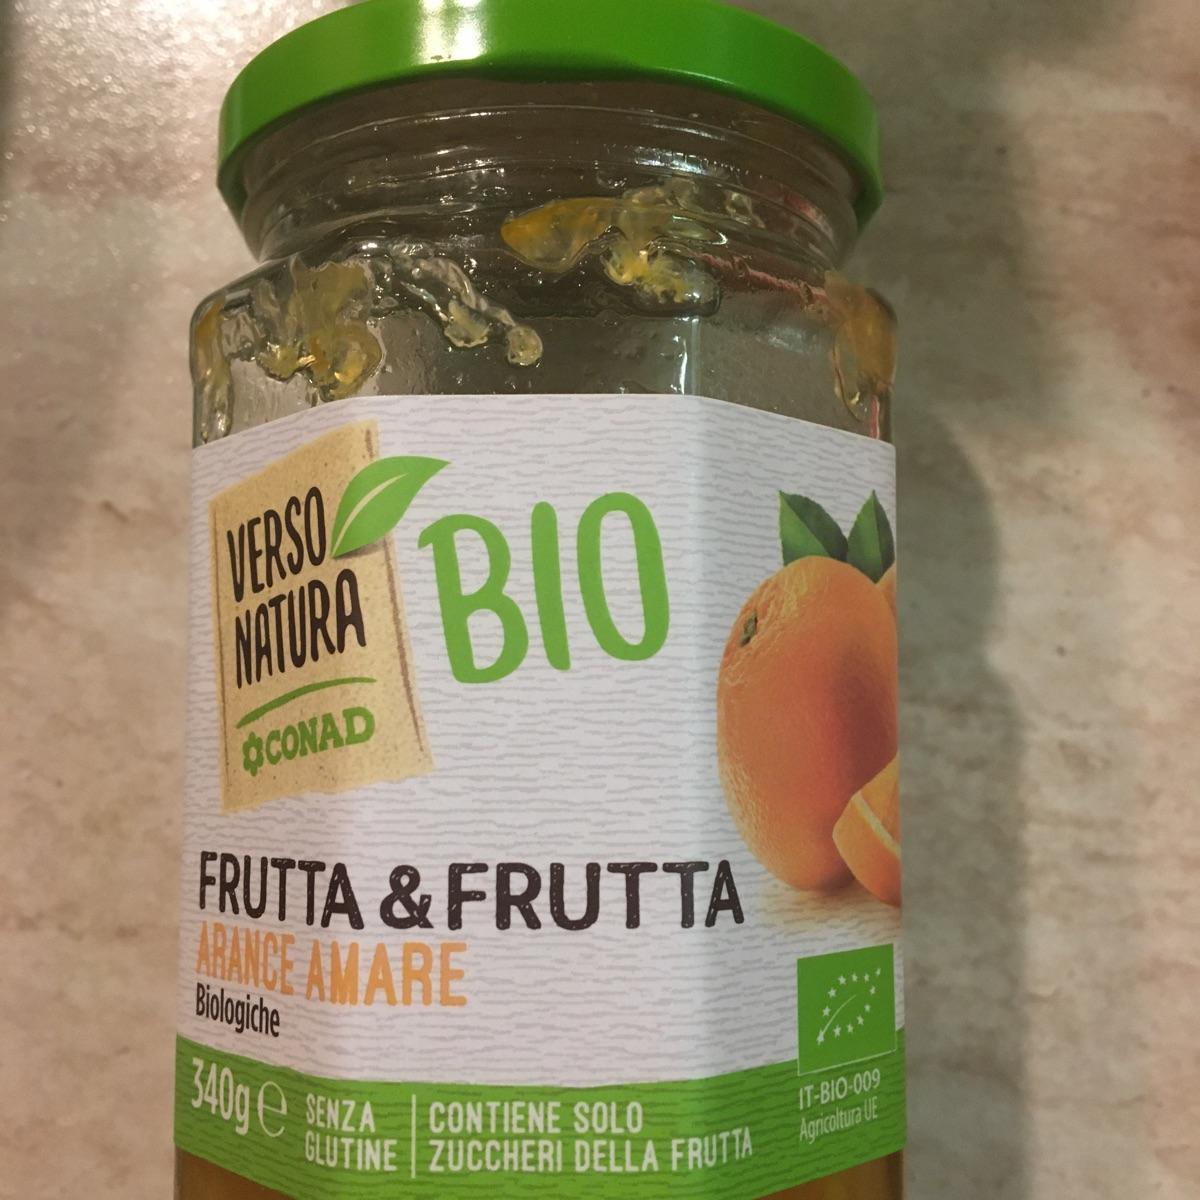 VERSO
NATURA
CONAD
BIO
FRUTTA & FRUTTA
ARANCE AMARE
Biologiche
340g ℮
SENZA
GLUTINE
CONTIENE SOLO
ZUCCHERI DELLA FRUTTA
IT-BIO-009
Agricoltura UE